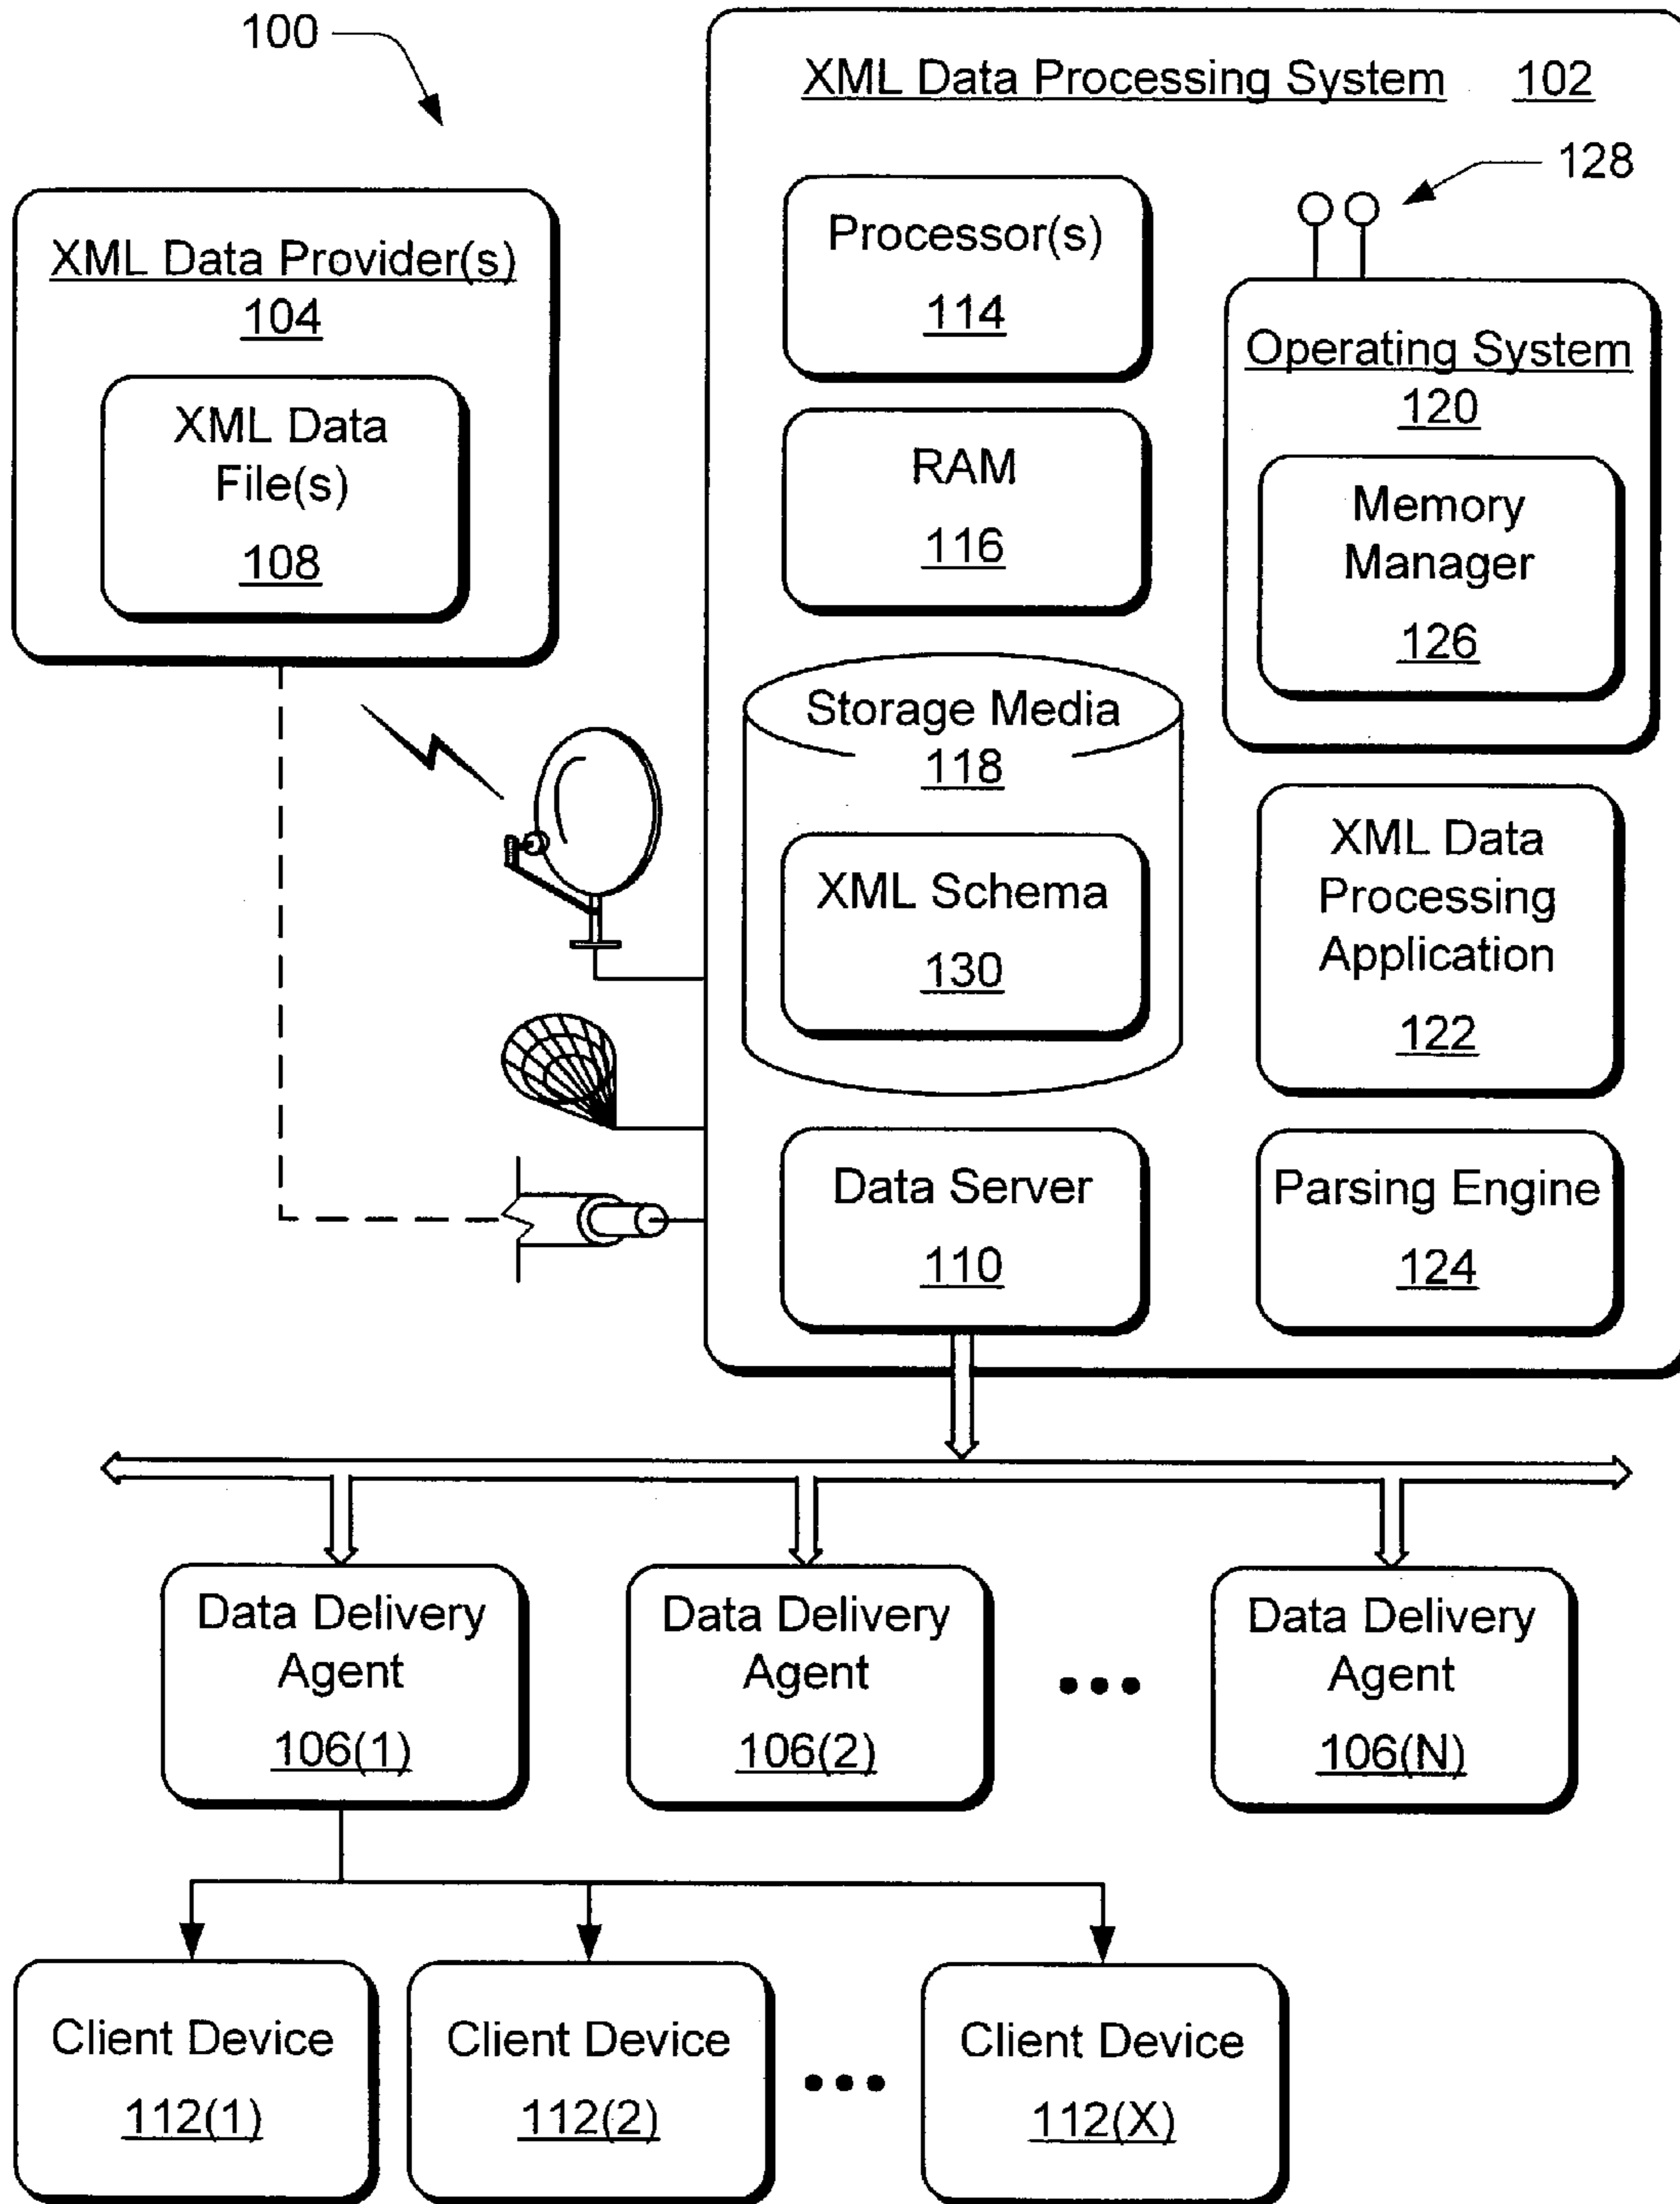 100
XML Data Processing System 102
128
XML Data Provider(s)
104
XML Data
File(s)
108
Processor(s)
114
RAM
116
Operating System
120
Memory
Manager
126
Storage Media
118
XML Schema
130
XML Data
Processing
Application
122
Data Server
110
Parsing Engine
124
Data Delivery
Agent
106(1)
Data Delivery
Agent
106(2)
Data Delivery
Agent
106(N)
Client Device
112(1)
Client Device
112(2)
Client Device
112(X)